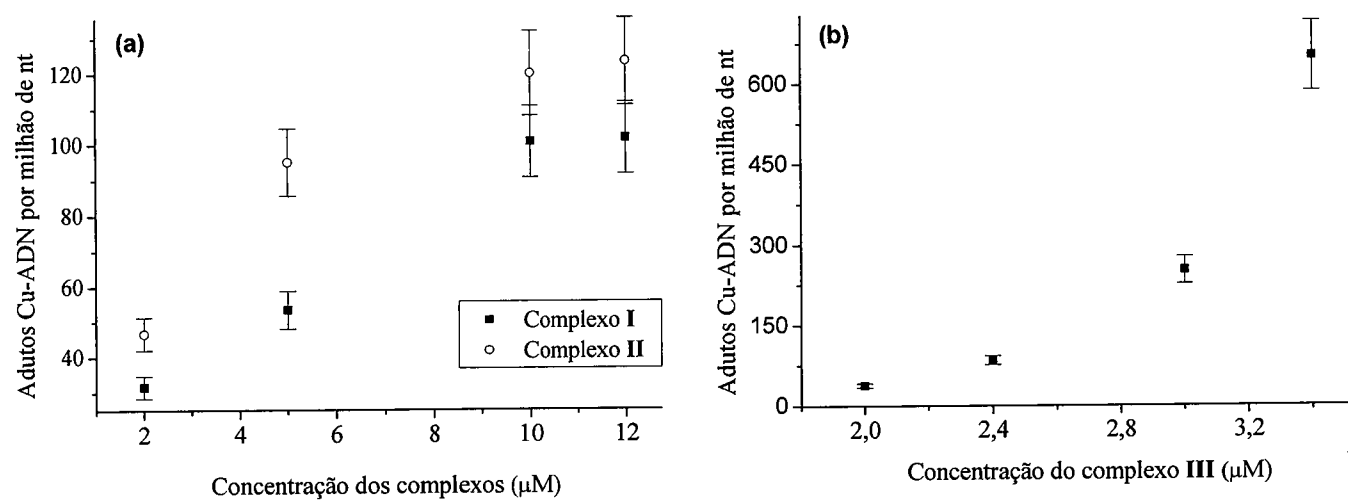 (a)
Adutos Cu-ADN por milhão de nt
120
100
80
60
40
2
4
6
8
10
12
Complexo I
Complexo II
Concentração dos complexos (µM)
(b)
Adutos Cu-ADN por milhão de nt
600
450
300
150
0
2,0
2,4
2,8
3,2
Concentração do complexo III (µM)